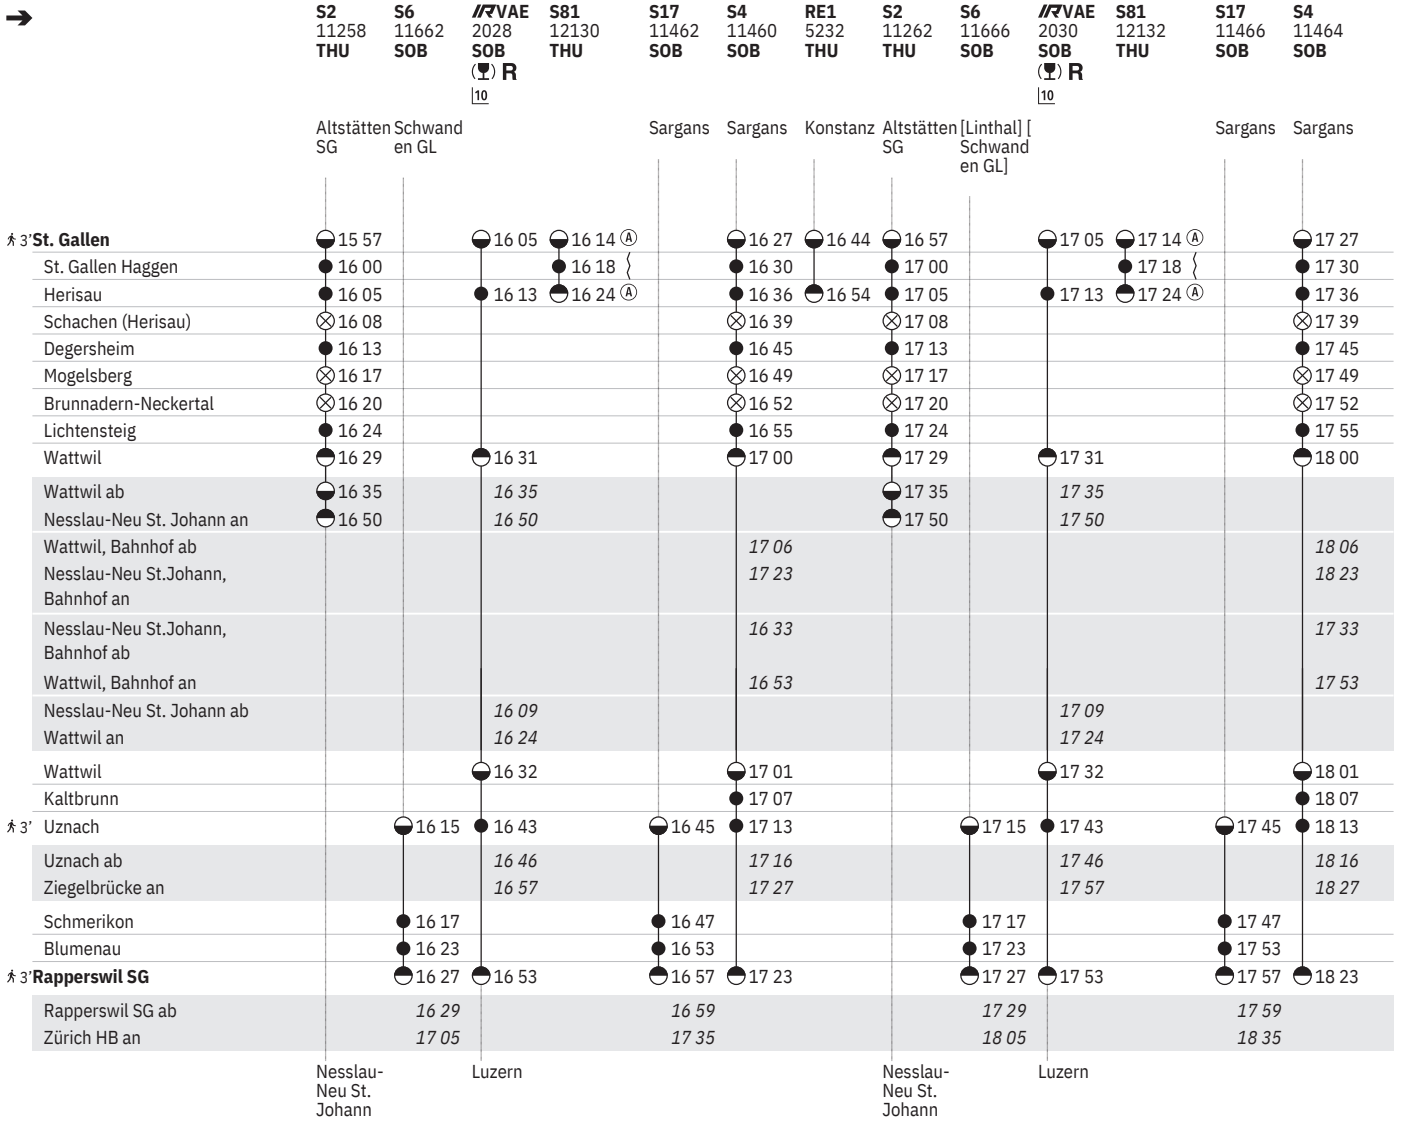 S2 S6 VAE S81 S17 S4 RE1 S2 S6 VAE S81 S17 S4
11258 11662 2028 12130 11462 11460 5232 11262 11666 2030 12132 11466 11464
THU SOB SOB THU SOB SOB THU THU SOB SOB THU SOB SOB
R R
10 10
Altstätten Schwand Sargans Sargans Konstanz Altstätten [Linthal] [ Sargans Sargans
SG en GL SG Schwand
en GL]
3' St. Gallen 15 57 16 05 16 14 A 16 27 16 44 16 57 17 05 17 14 A 17 27
St. Gallen Haggen 16 00 16 18 16 30 17 00 17 18 17 30
Herisau 16 05 16 13 16 24 A 16 36 16 54 17 05 17 13 17 24 A 17 36
Schachen (Herisau) 16 08 16 39 17 08 17 39
Degersheim 16 13 16 45 17 13 17 45
Mogelsberg 16 17 16 49 17 17 17 49
Brunnadern-Neckertal 16 20 16 52 17 20 17 52
Lichtensteig 16 24 16 55 17 24 17 55
Wattwil 16 29 16 31 17 00 17 29 17 31 18 00
Wattwil ab 16 35 16 35 17 35 17 35
Nesslau-Neu St. Johann an 16 50 16 50 17 50 17 50
Wattwil, Bahnhof ab 17 06 18 06
Nesslau-Neu St.Johann, 17 23 18 23
Bahnhof an
Nesslau-Neu St.Johann, 16 33 17 33
Bahnhof ab
Wattwil, Bahnhof an 16 53 17 53
Nesslau-Neu St. Johann ab 16 09 17 09
Wattwil an 16 24 17 24
Wattwil 16 32 17 01 17 32 18 01
Kaltbrunn 17 07 18 07
3' Uznach 16 15 16 43 16 45 17 13 17 15 17 43 17 45 18 13
Uznach ab 16 46 17 16 17 46 18 16
Ziegelbrücke an 16 57 17 27 17 57 18 27
Schmerikon 16 17 16 47 17 17 17 47
Blumenau 16 23 16 53 17 23 17 53
3' Rapperswil SG 16 27 16 53 16 57 17 23 17 27 17 53 17 57 18 23
Rapperswil SG ab 16 29 16 59 17 29 17 59
Zürich HB an 17 05 17 35 18 05 18 35
Nesslau- Luzern Nesslau- Luzern
Neu St. Neu St.
Johann Johann